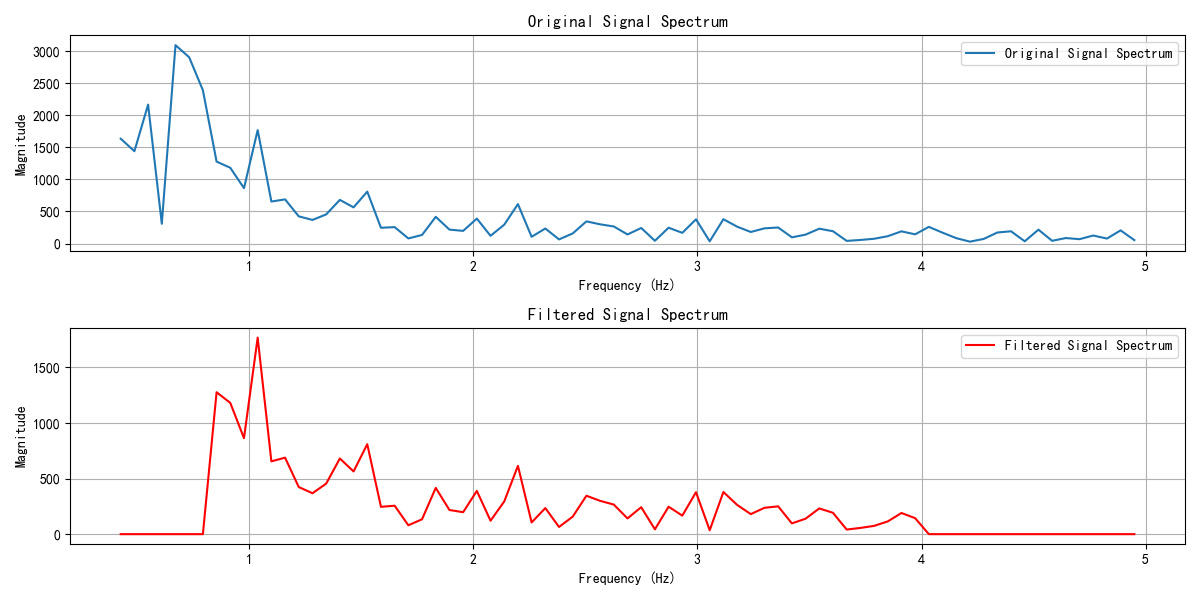 Original Signal Spectrum
3000
2500
2000
1500
1000
500
0
Magnitude
Original Signal Spectrum
1 2 3 4 5
Frequency (Hz)
Filtered Signal Spectrum
1500
1000
500
0
Magnitude
Filtered Signal Spectrum
1 2 3 4 5
Frequency (Hz)